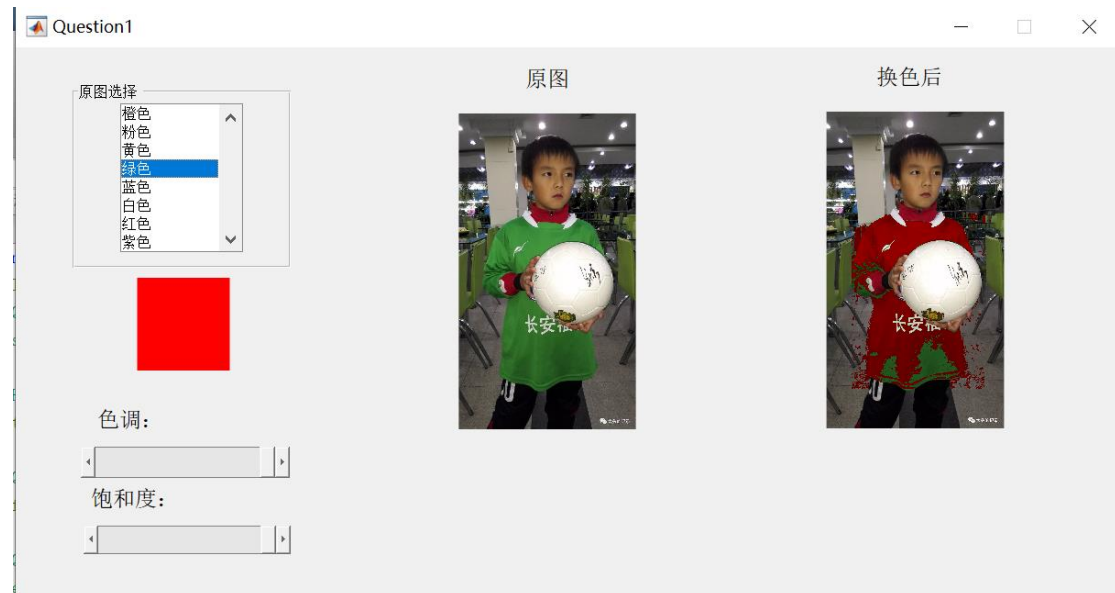 Question1
原图选择
橙色
粉色
黄色
绿色
蓝色
白色
红色
紫色
色调：
饱和度：
原图
长安福
换色后
长安福